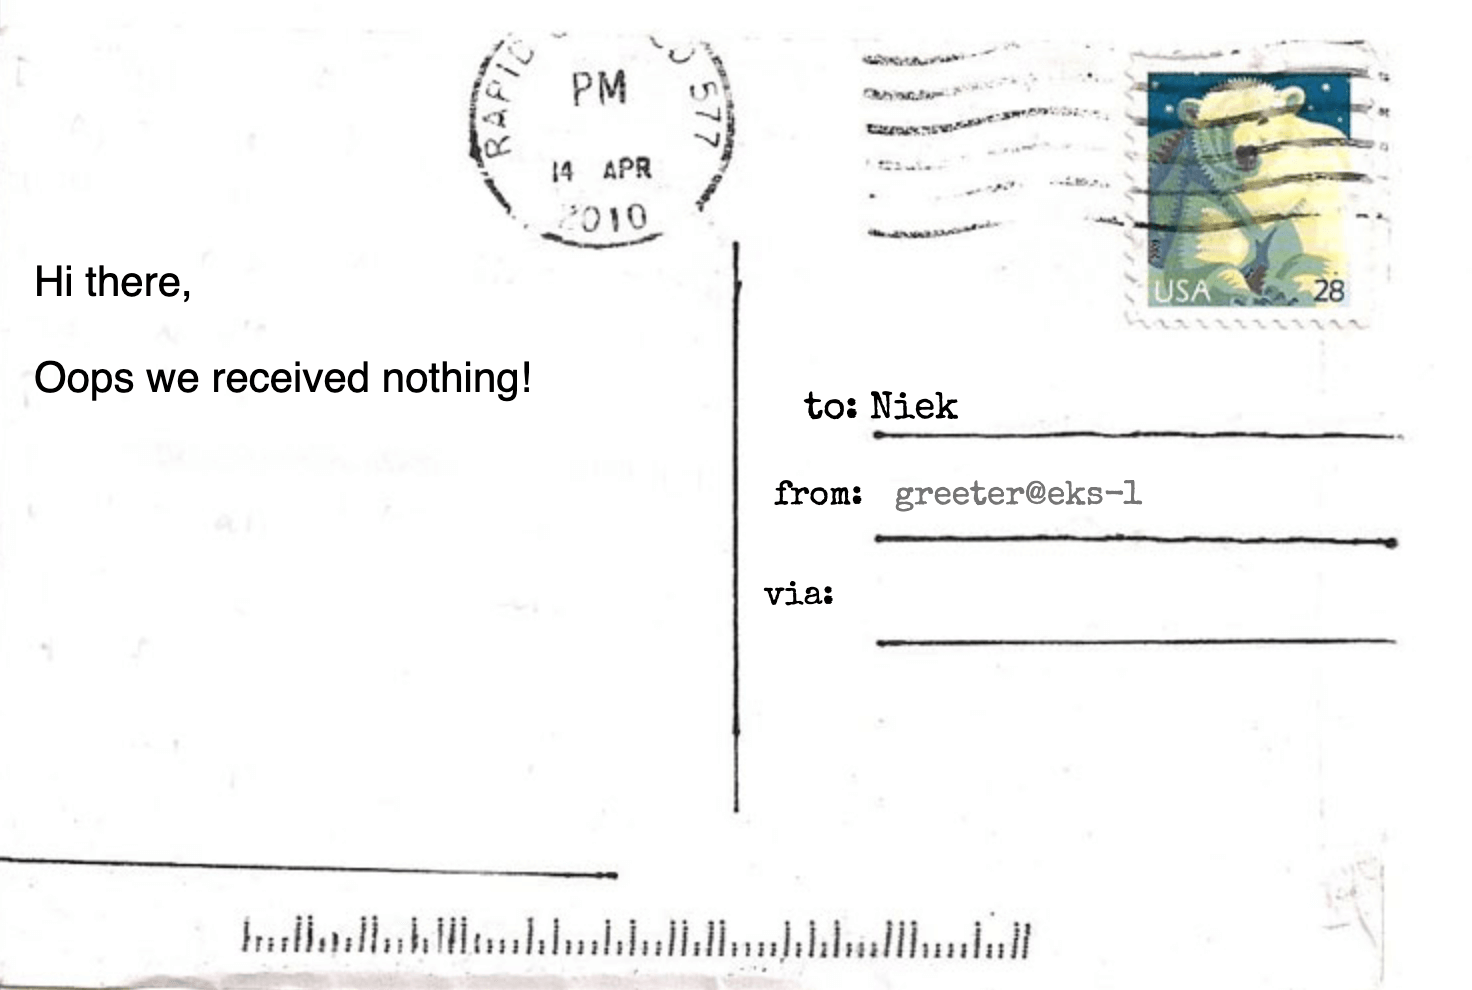 RAPID
577
PM
14 APR
2010
USA 28
Hi there,
Oops we received nothing!
to: Niek
from: greeter@eks-1
via: